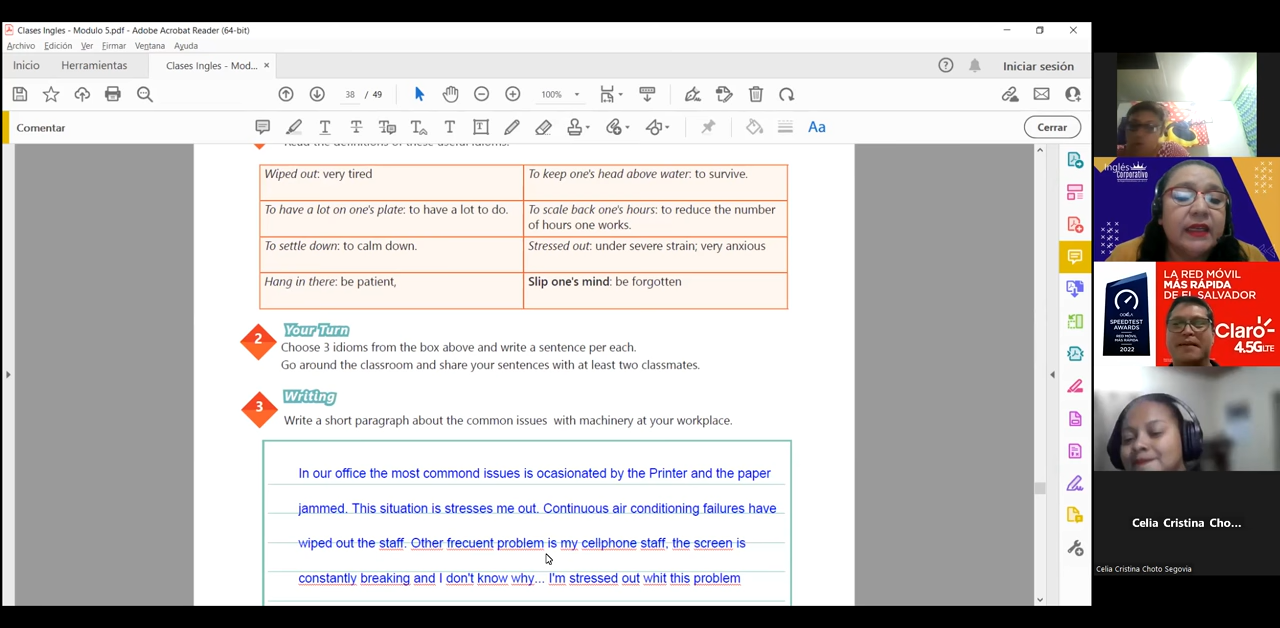 Clases Ingles - Modulo 5.pdf - Adobe Acrobat Reader (64-bit)
Archivo Edición Ver Firmar Ventana Ayuda
Inicio Herramientas Clases Ingles - Mod... × Iniciar sesión
38 / 49 100%
Comentar Aa Cerrar
Read the definitions of these useful idioms.
Wiped out: very tired
To keep one's head above water: to survive.
To have a lot on one's plate: to have a lot to do.
To scale back one's hours: to reduce the number
of hours one works.
To settle down: to calm down.
Stressed out: under severe strain; very anxious
Hang in there: be patient,
Slip one's mind: be forgotten
2 Your Turn
Choose 3 idioms from the box above and write a sentence per each.
Go around the classroom and share your sentences with at least two classmates.
3 Writing
Write a short paragraph about the common issues with machinery at your workplace.
In our office the most commond issues is ocasionated by the Printer and the paper
jammed. This situation is stresses me out. Continuous air conditioning failures have
wiped out the staff. Other frecuent problem is my cellphone staff, the screen is
constantly breaking and I don't know why... I'm stressed out whit this problem
Inglés
Corporativo
LA RED MÓVIL
MÁS RÁPIDA
DE EL SALVADOR
SPEEDTEST
AWARDS
2022
Claro
4.5G LTE
Celia Cristina Cho...
Celia Cristina Choto Segovia